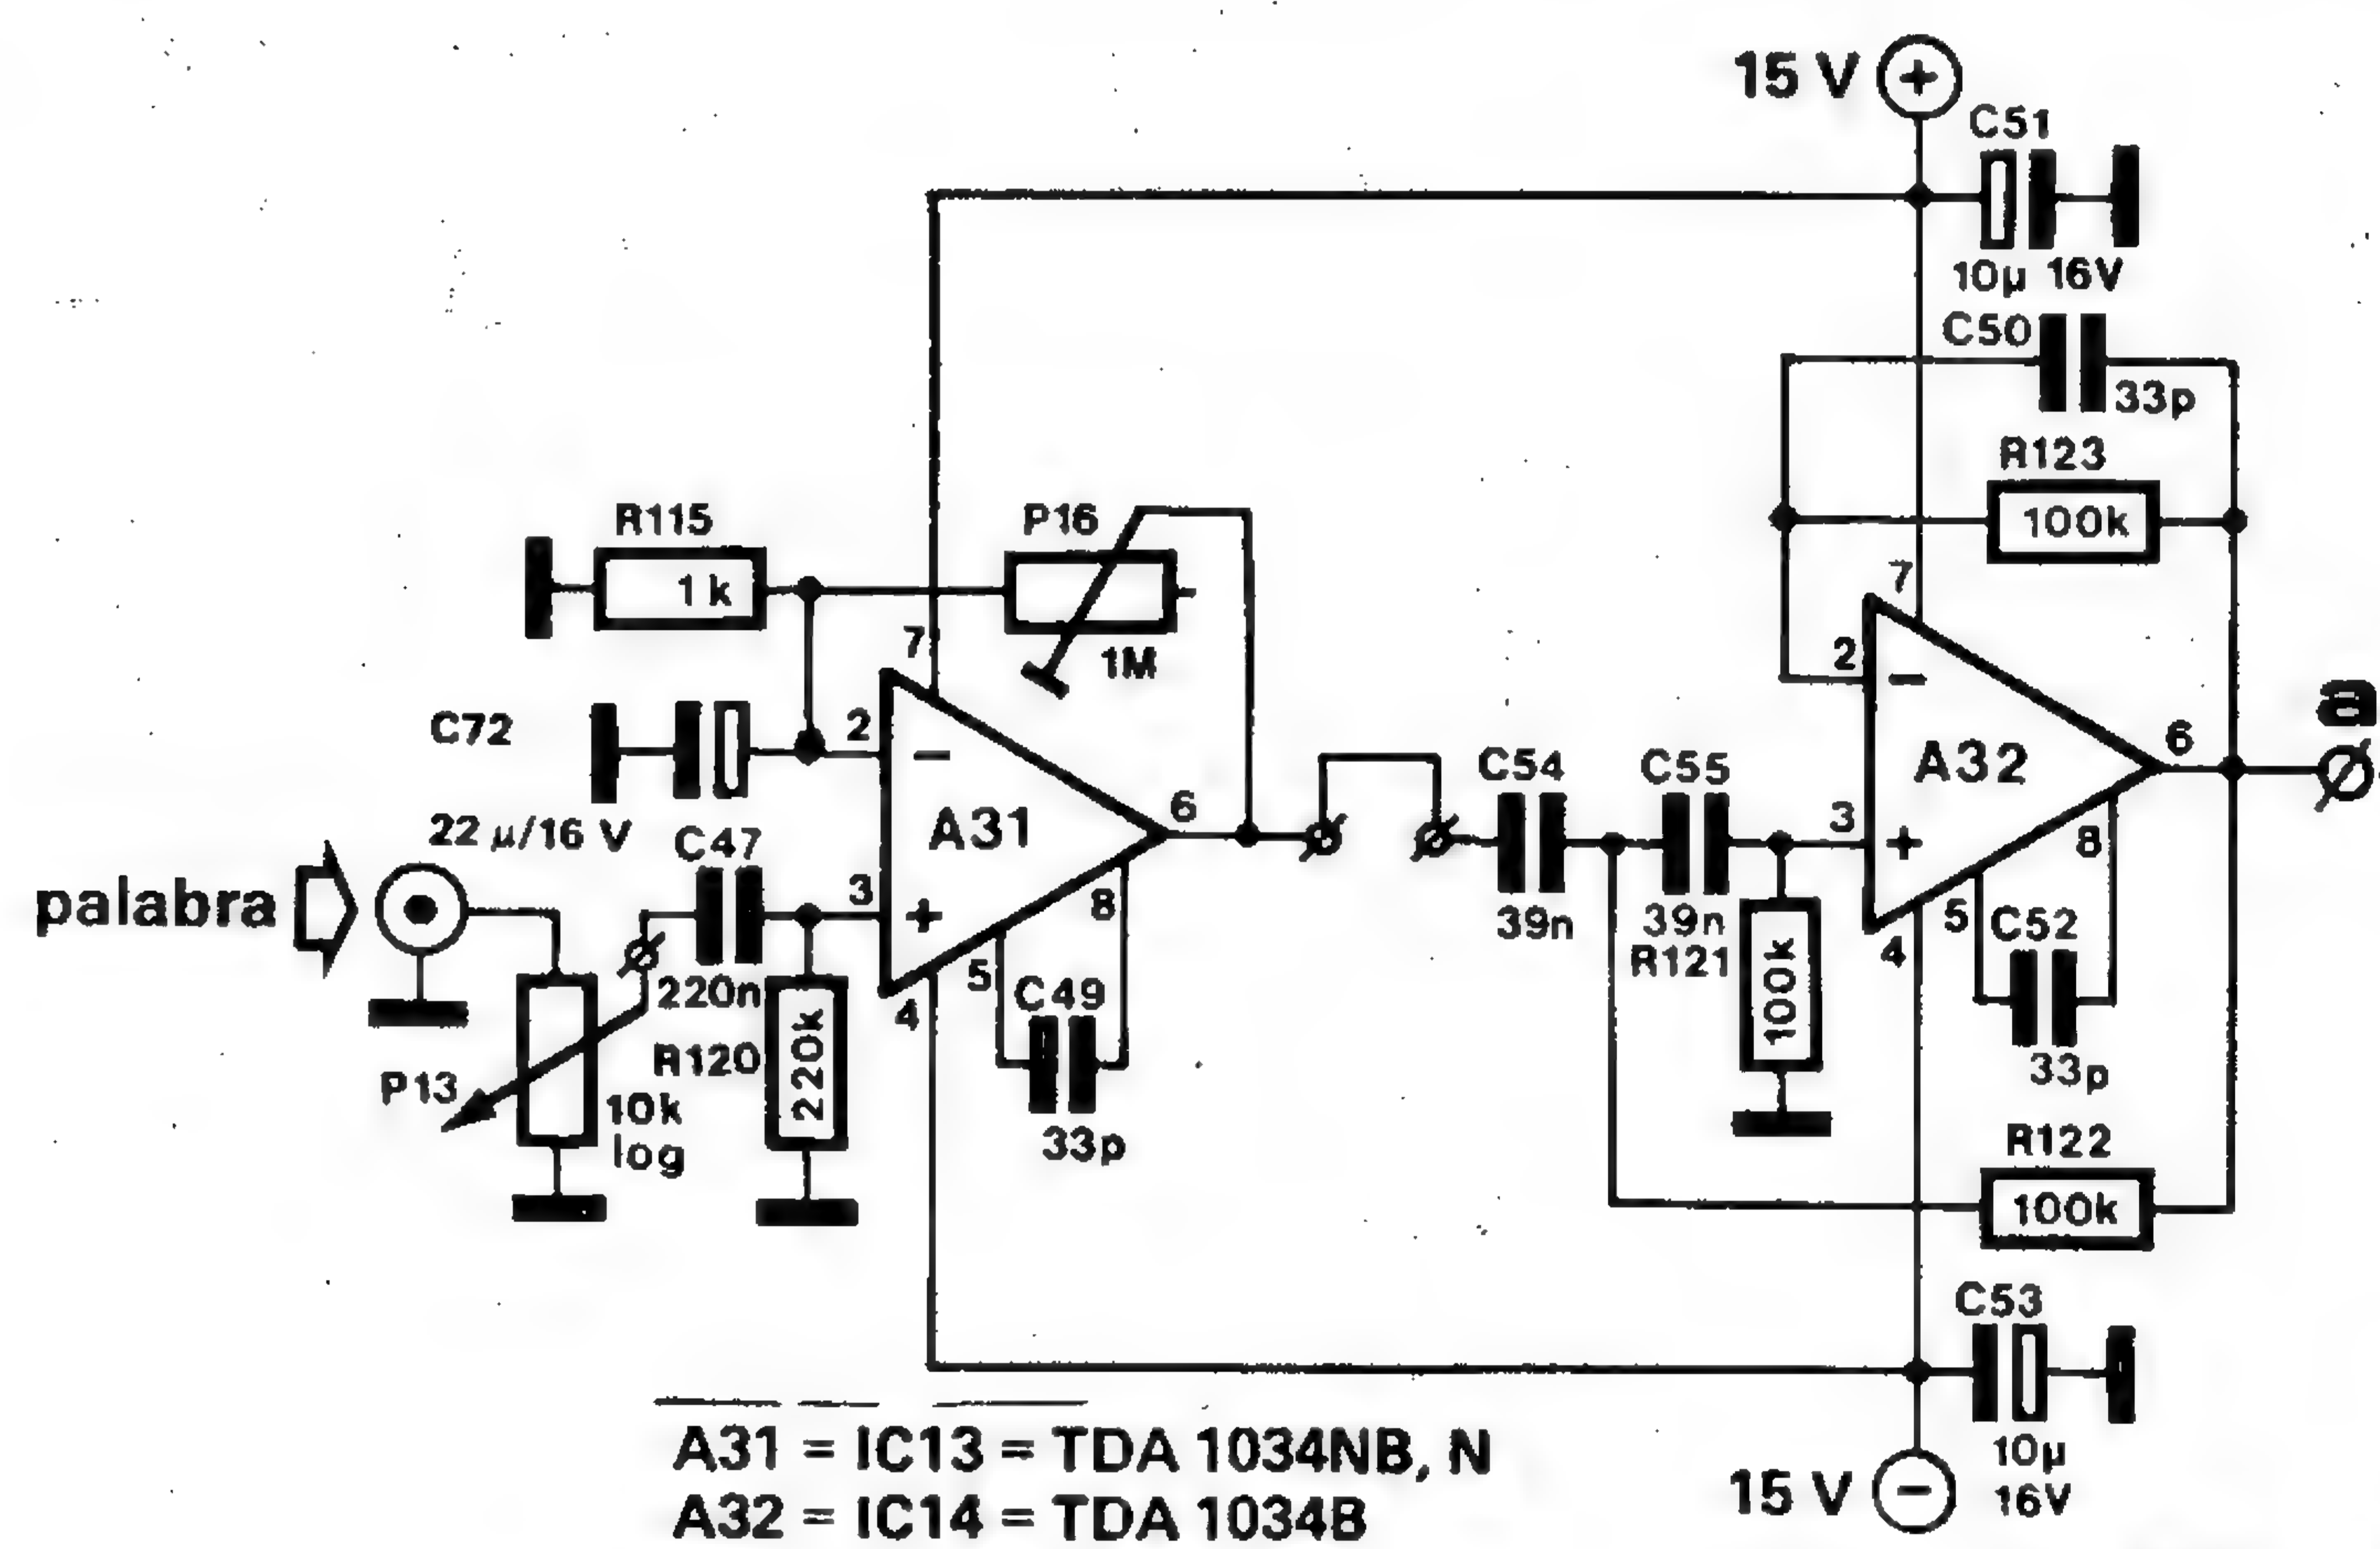 15 V +
C51
10µ 16V
C50
33p
R123
100k
R115
1k
P16
1M
7
7
2
−
A32
6
a
3
+
8
5
4
C72
22 µ/16 V
2
−
A31
6
3
+
8
5
4
C47
220n
palabra
P13
10k
log
R120
220k
C49
33p
C54
39n
C55
39n
R121
100k
C52
33p
R122
100k
C53
10µ
16V
15 V −
A31 = IC13 = TDA 1034NB, N
A32 = IC14 = TDA 1034B